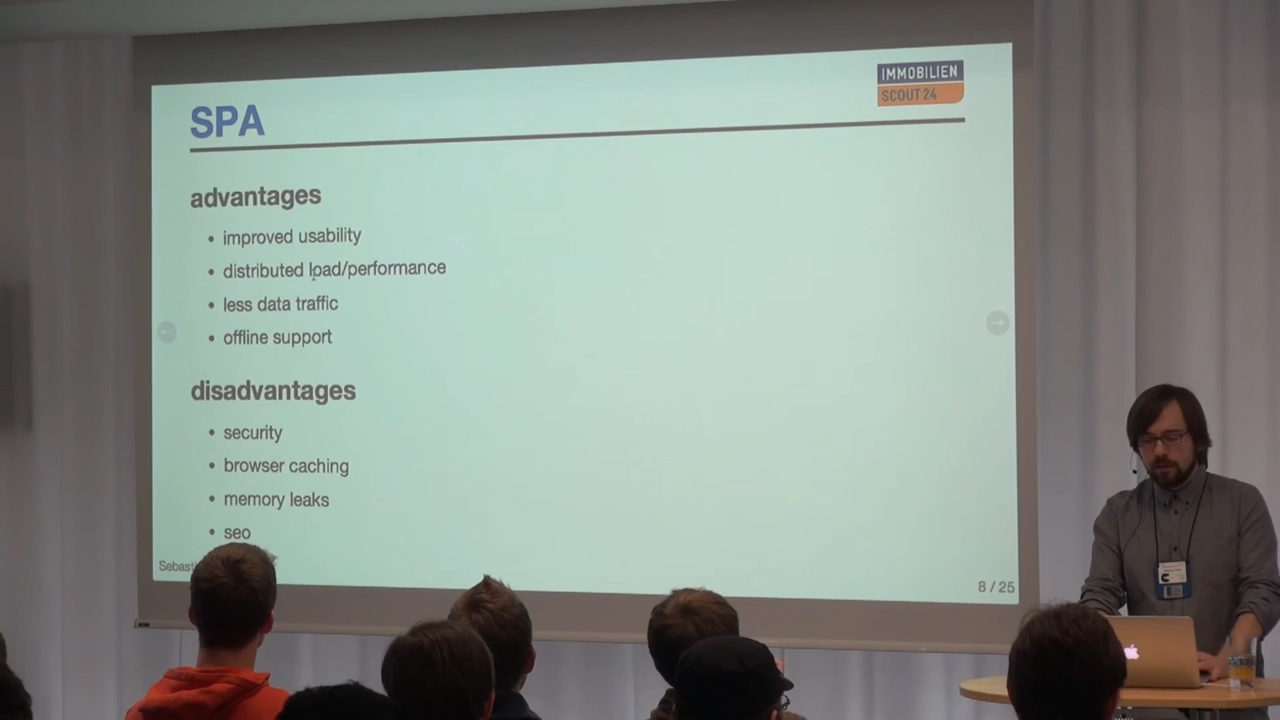 IMMOBILIEN
SCOUT 24
SPA
advantages
• improved usability
• distributed load/performance
• less data traffic
• offline support
disadvantages
• security
• browser caching
• memory leaks
• seo
8 / 25